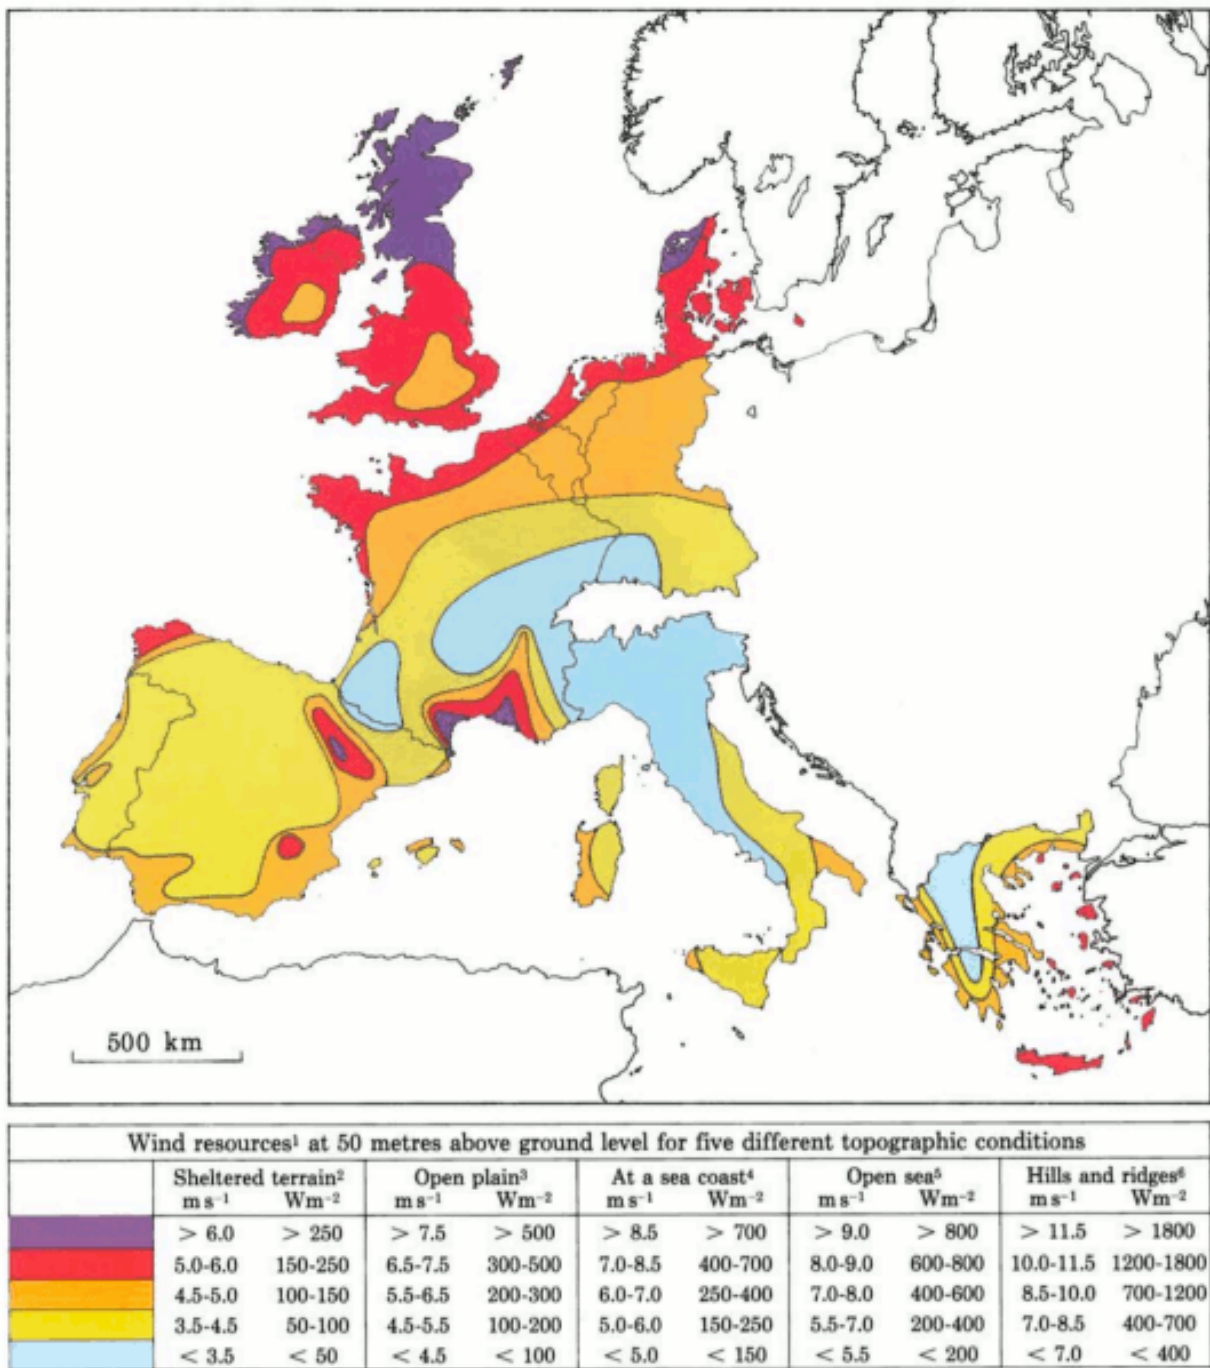 500 km
Wind resources¹ at 50 metres above ground level for five different topographic conditions
Sheltered terrain² Open plain³ At a sea coast⁴ Open sea⁵ Hills and ridges⁶
m s⁻¹ Wm⁻² m s⁻¹ Wm⁻² m s⁻¹ Wm⁻² m s⁻¹ Wm⁻² m s⁻¹ Wm⁻²
> 6.0 > 250 > 7.5 > 500 > 8.5 > 700 > 9.0 > 800 > 11.5 > 1800
5.0-6.0 150-250 6.5-7.5 300-500 7.0-8.5 400-700 8.0-9.0 600-800 10.0-11.5 1200-1800
4.5-5.0 100-150 5.5-6.5 200-300 6.0-7.0 250-400 7.0-8.0 400-600 8.5-10.0 700-1200
3.5-4.5 50-100 4.5-5.5 100-200 5.0-6.0 150-250 5.5-7.0 200-400 7.0-8.5 400-700
< 3.5 < 50 < 4.5 < 100 < 5.0 < 150 < 5.5 < 200 < 7.0 < 400